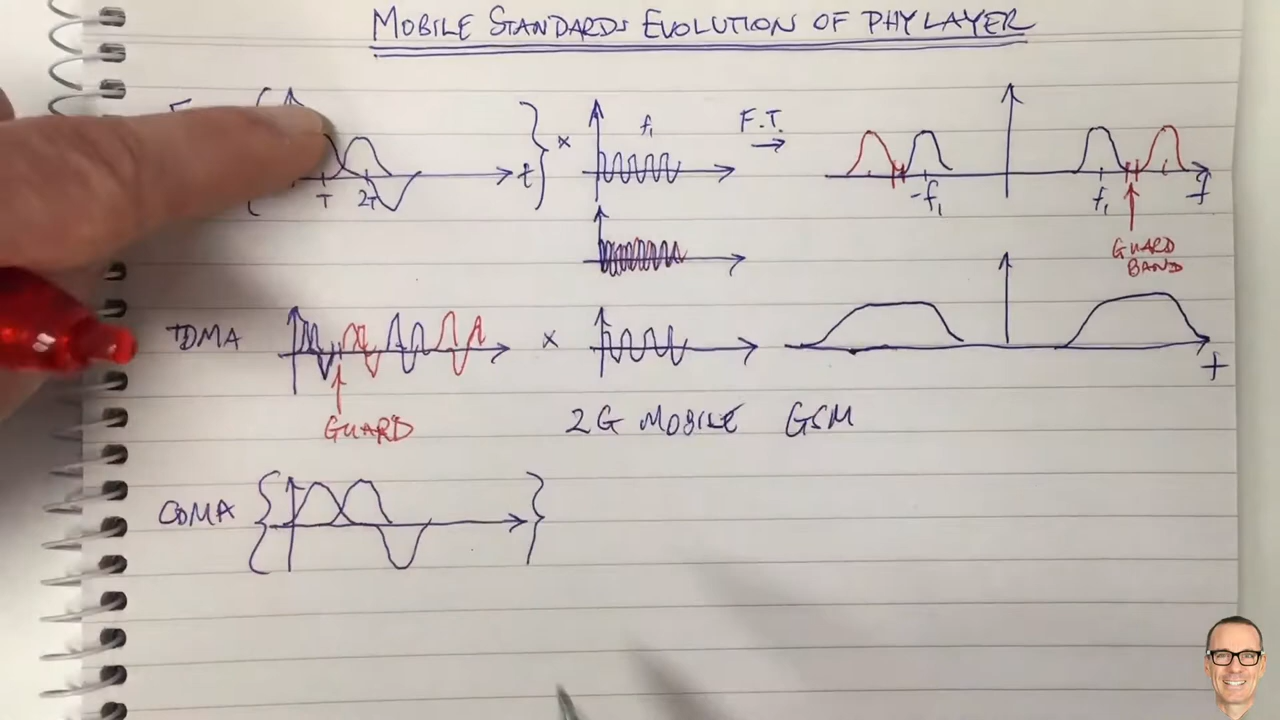 MOBILE STANDARDS EVOLUTION OF PHY LAYER
T 2T t × f₁ F.T. → -f₁ f₁ f
GUARD
BAND
TDMA × f
GUARD 2G MOBILE GSM
CDMA